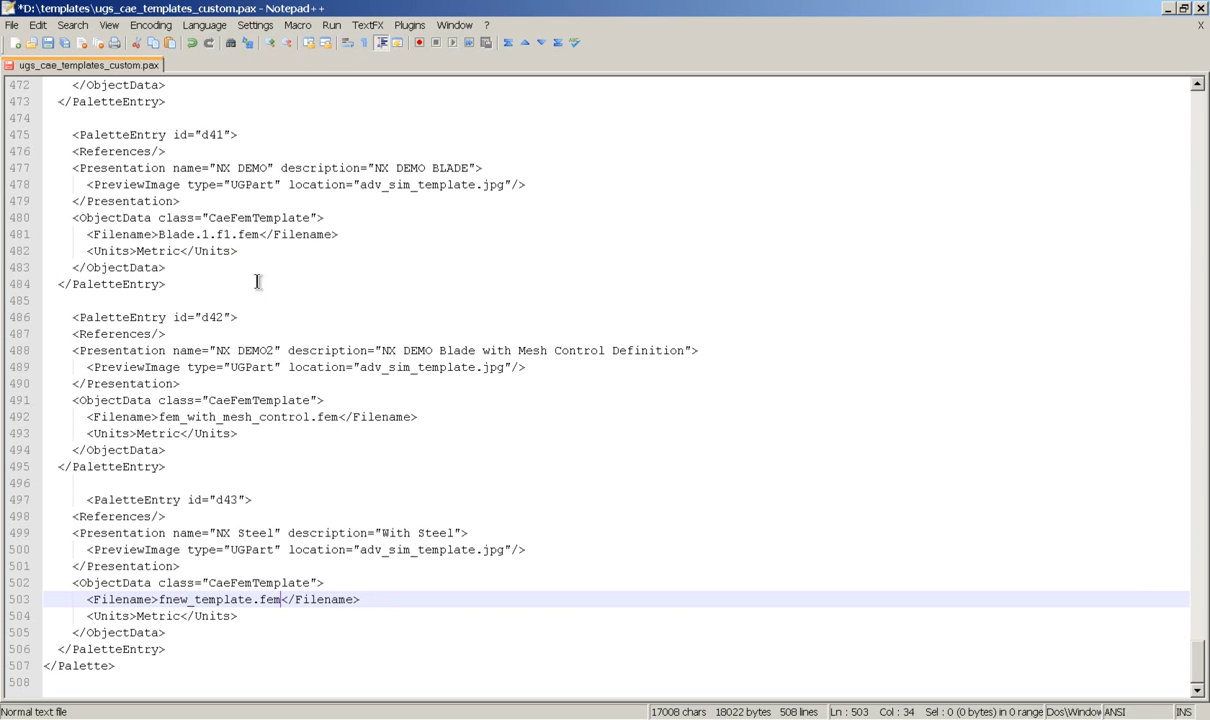 *D:\templates\ugs_cae_templates_custom.pax - Notepad++
File Edit Search View Encoding Language Settings Macro Run TextFX Plugins Window ?
X
ugs_cae_templates_custom.pax
472 </ObjectData>
473 </PaletteEntry>
474
475 <PaletteEntry id="d41">
476 <References/>
477 <Presentation name="NX DEMO" description="NX DEMO BLADE">
478 <PreviewImage type="UGPart" location="adv_sim_template.jpg"/>
479 </Presentation>
480 <ObjectData class="CaeFemTemplate">
481 <Filename>Blade.1.f1.fem</Filename>
482 <Units>Metric</Units>
483 </ObjectData>
484 </PaletteEntry>
485
486 <PaletteEntry id="d42">
487 <References/>
488 <Presentation name="NX DEMO2" description="NX DEMO Blade with Mesh Control Definition">
489 <PreviewImage type="UGPart" location="adv_sim_template.jpg"/>
490 </Presentation>
491 <ObjectData class="CaeFemTemplate">
492 <Filename>fem_with_mesh_control.fem</Filename>
493 <Units>Metric</Units>
494 </ObjectData>
495 </PaletteEntry>
496
497 <PaletteEntry id="d43">
498 <References/>
499 <Presentation name="NX Steel" description="With Steel">
500 <PreviewImage type="UGPart" location="adv_sim_template.jpg"/>
501 </Presentation>
502 <ObjectData class="CaeFemTemplate">
503 <Filename>fnew_template.fem</Filename>
504 <Units>Metric</Units>
505 </ObjectData>
506 </PaletteEntry>
507 </Palette>
508
Normal text file 17008 chars 18022 bytes 508 lines Ln : 503 Col : 34 Sel : 0 (0 bytes) in 0 range Dos\Window ANSI INS